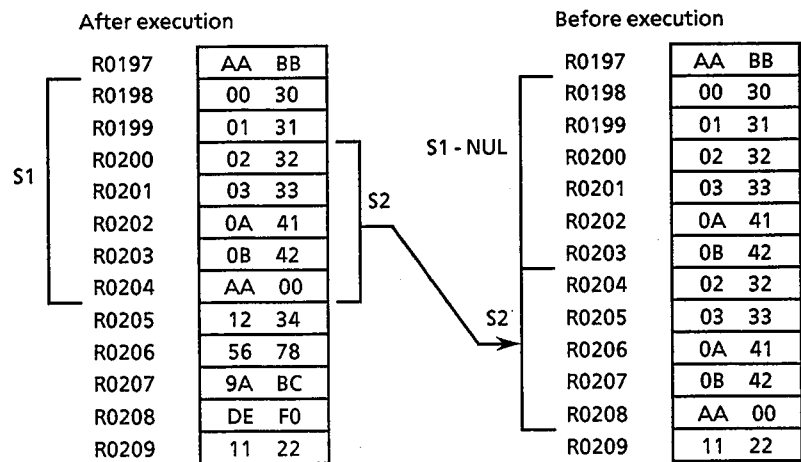 After execution Before execution
R0197 AA BB R0197 AA BB
R0198 00 30 R0198 00 30
R0199 01 31 R0199 01 31
R0200 02 32 S1 - NUL R0200 02 32
S1 R0201 03 33 S2 R0201 03 33
R0202 0A 41 R0202 0A 41
R0203 0B 42 R0203 0B 42
R0204 AA 00 R0204 02 32
R0205 12 34 S2 R0205 03 33
R0206 56 78 R0206 0A 41
R0207 9A BC R0207 0B 42
R0208 DE F0 R0208 AA 00
R0209 11 22 R0209 11 22